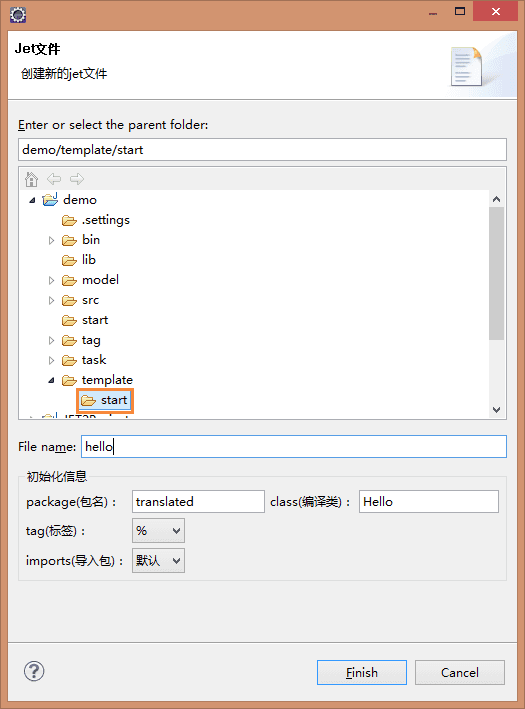 Jet文件
创建新的jet文件
Enter or select the parent folder:
demo/template/start
demo
.settings
bin
lib
model
src
start
tag
task
template
start
File name: hello
初始化信息
package(包名)： translated class(编译类)： Hello
tag(标签)： %
imports(导入包)： 默认
Finish Cancel